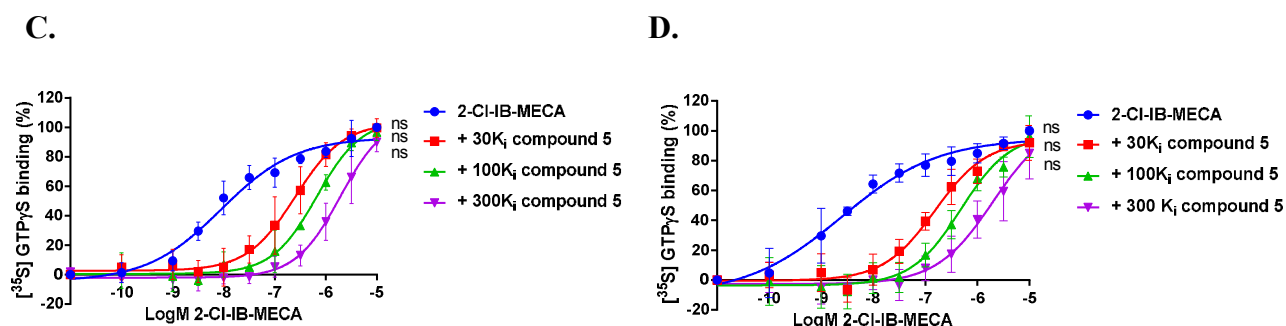 C.
[35S] GTPγS binding (%)
120
100
80
60
40
20
0
-20
-10
-9
-8
-7
-6
-5
LogM 2-Cl-IB-MECA
ns
ns
ns
2-Cl-IB-MECA
+ 30Ki compound 5
+ 100Ki compound 5
+ 300Ki compound 5
D.
[35S] GTPγS binding (%)
120
100
80
60
40
20
0
-20
-10
-9
-8
-7
-6
-5
LogM 2-Cl-IB-MECA
ns
ns
ns
2-Cl-IB-MECA
+ 30Ki compound 5
+ 100Ki compound 5
+ 300 Ki compound 5